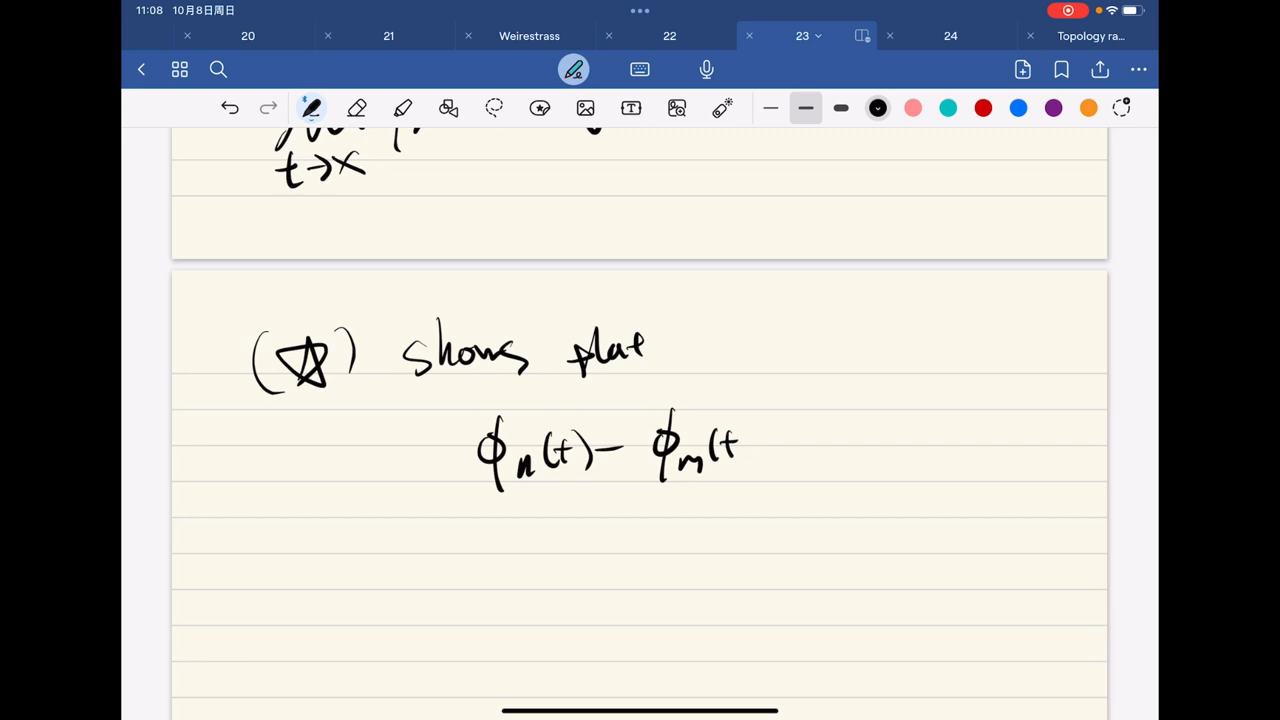 11:08 10月8日周日
20 21 Weirestrass 22 23 24 Topology ra...
t→x
(☆) shows that
ϕn(t) - ϕm(t